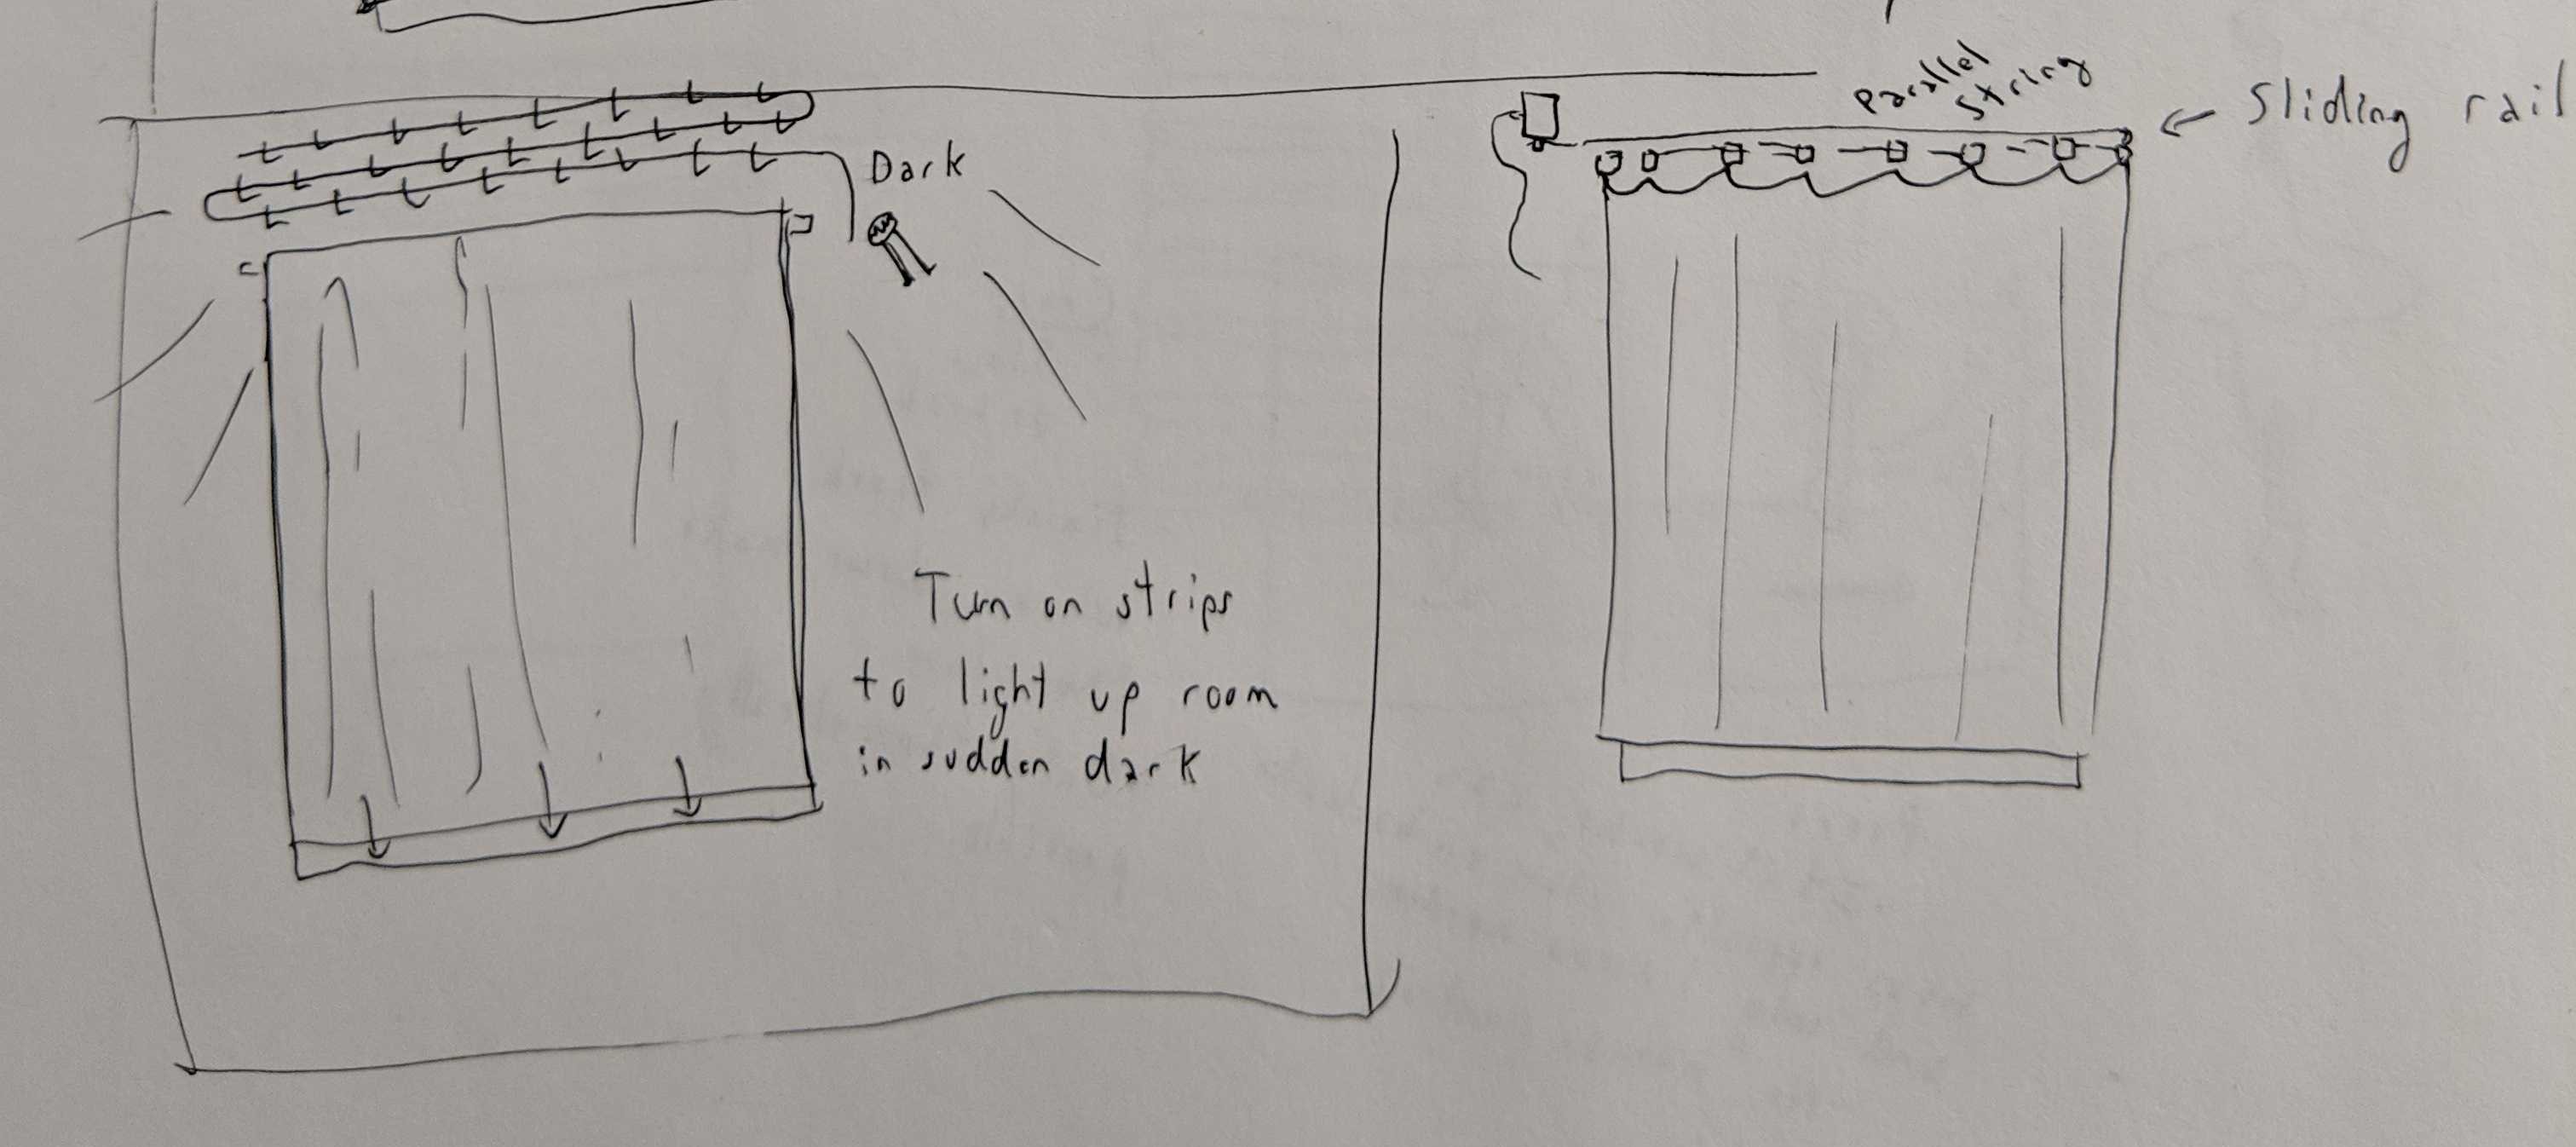 Dark
Turn on strips
to light up room
in sudden dark
parallel
string
← Sliding rail